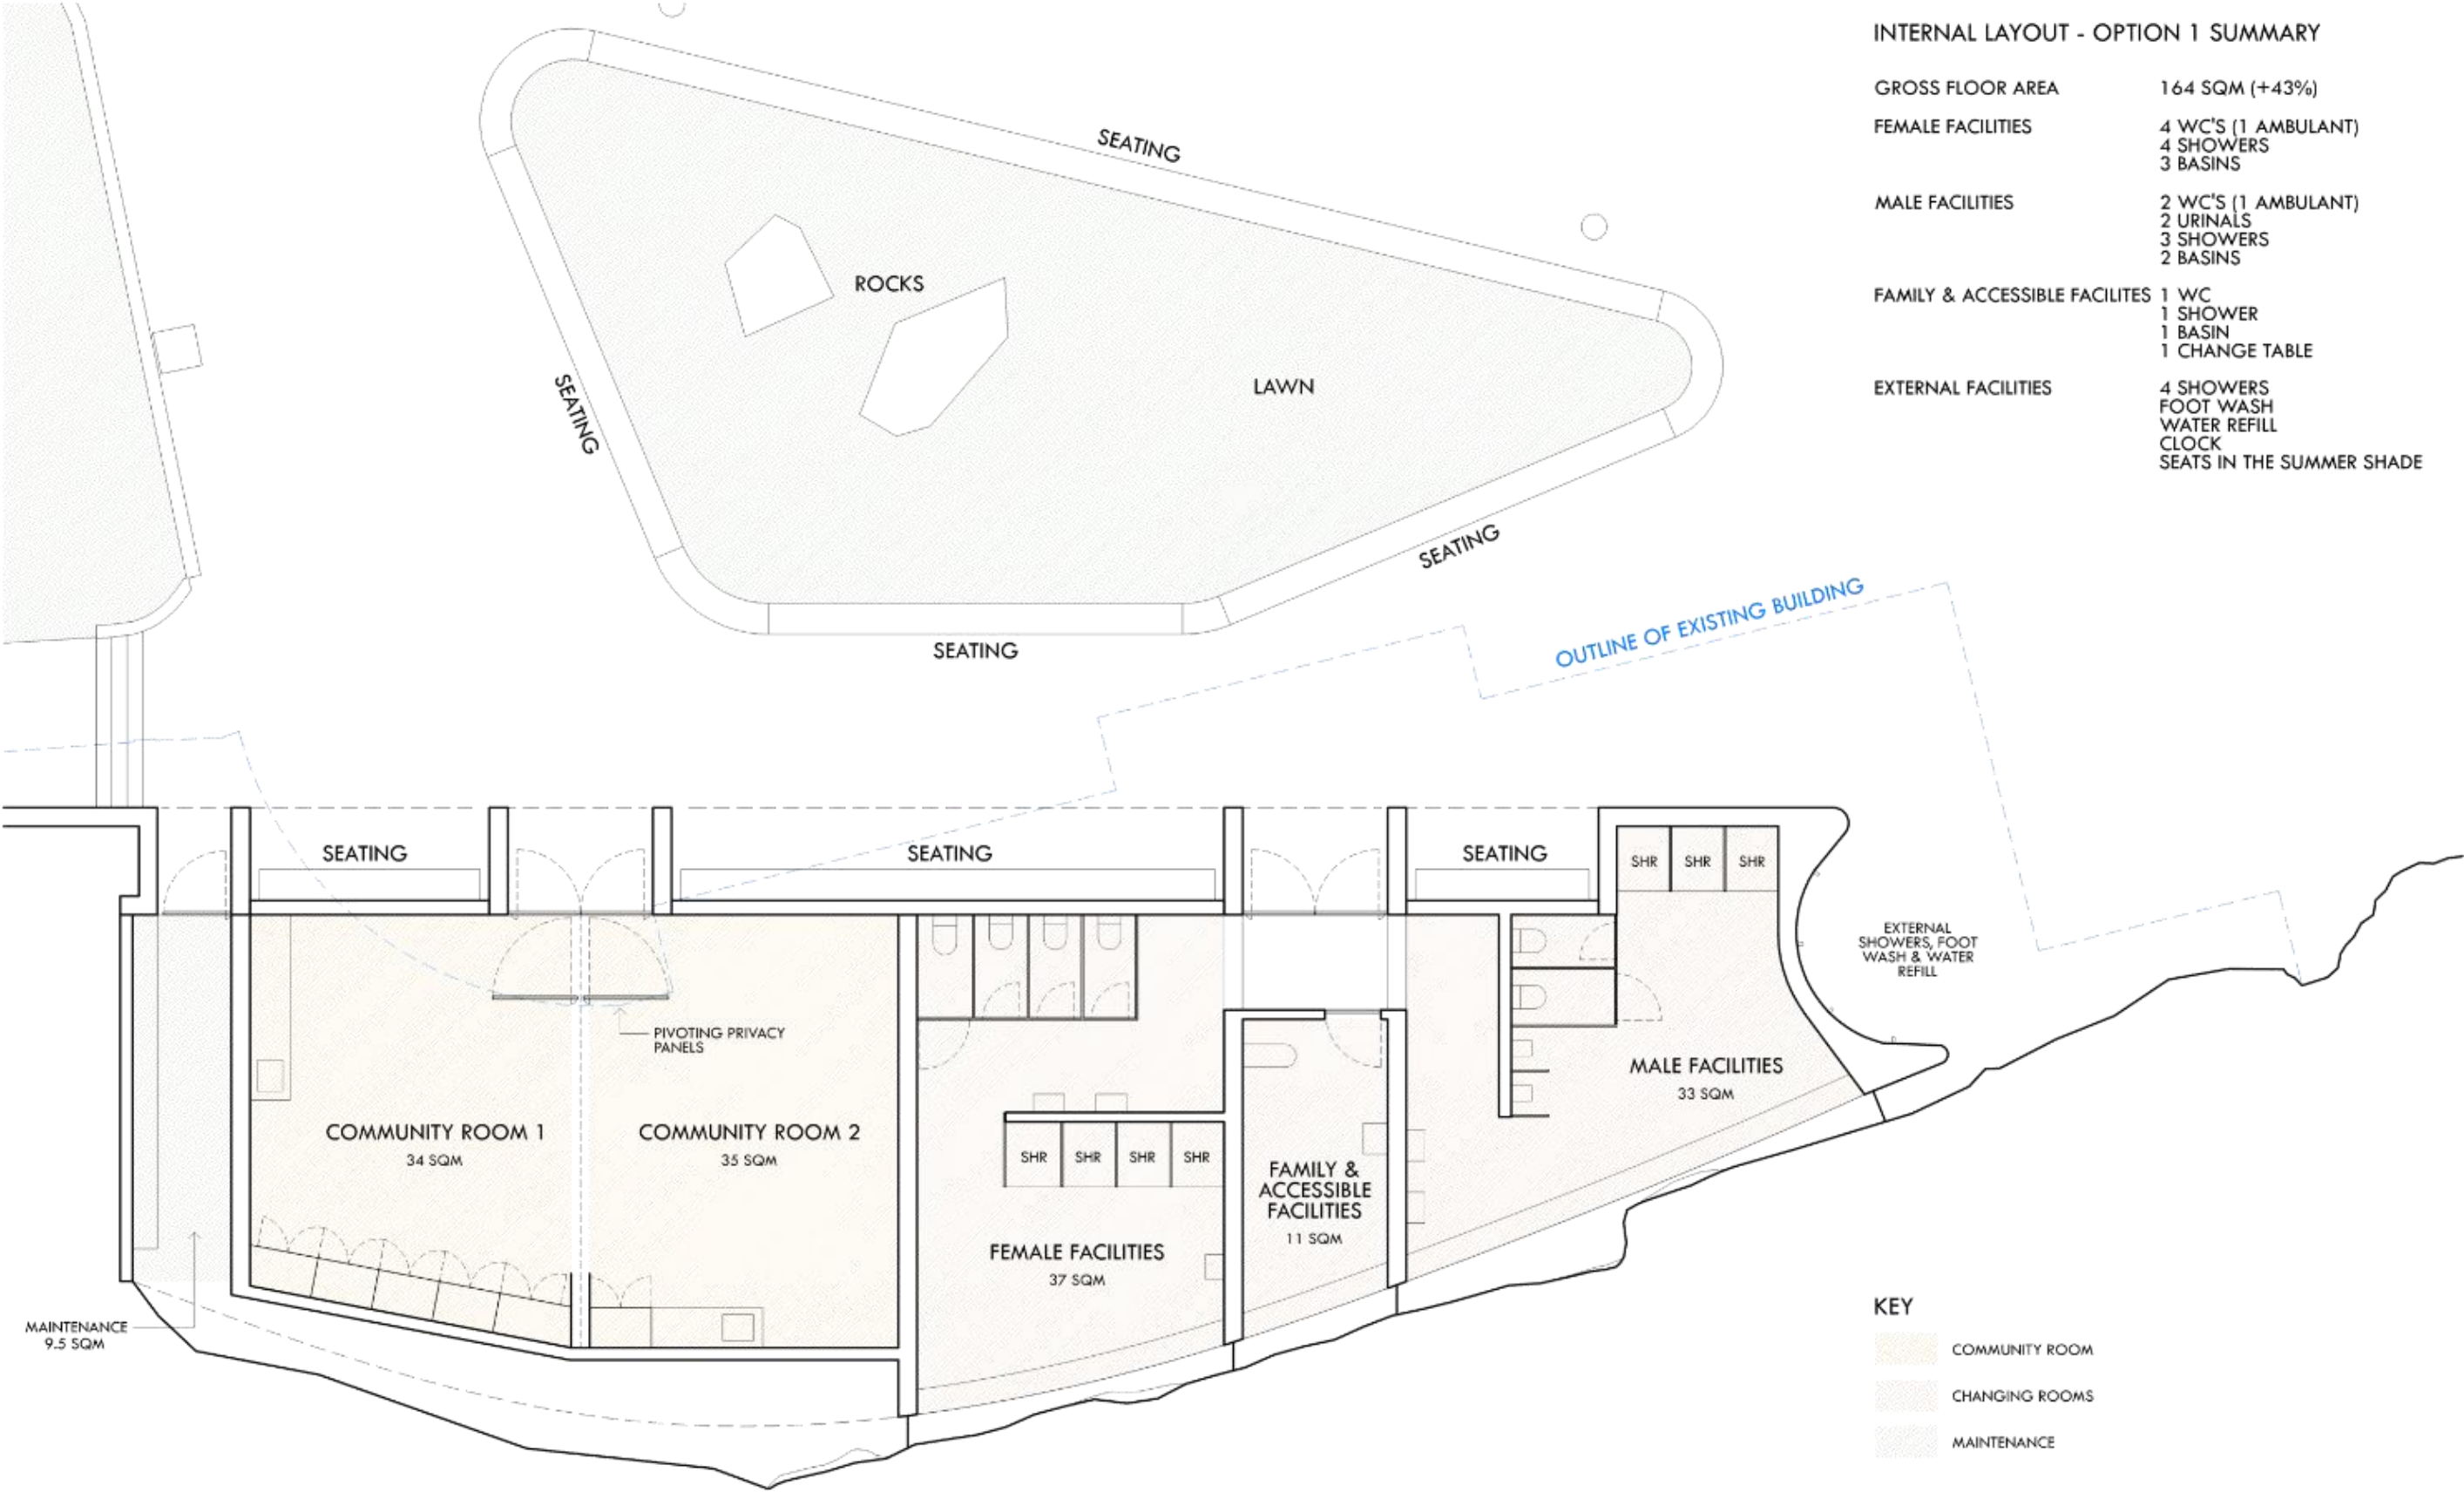 INTERNAL LAYOUT - OPTION 1 SUMMARY
GROSS FLOOR AREA 164 SQM (+43%)
FEMALE FACILITIES 4 WC'S (1 AMBULANT)
4 SHOWERS
3 BASINS
MALE FACILITIES 2 WC'S (1 AMBULANT)
2 URINALS
3 SHOWERS
2 BASINS
FAMILY & ACCESSIBLE FACILITES 1 WC
1 SHOWER
1 BASIN
1 CHANGE TABLE
EXTERNAL FACILITIES 4 SHOWERS
FOOT WASH
WATER REFILL
CLOCK
SEATS IN THE SUMMER SHADE
SEATING
ROCKS
LAWN
SEATING
SEATING
SEATING
OUTLINE OF EXISTING BUILDING
SEATING
SEATING
SEATING
SHR
SHR
SHR
EXTERNAL
SHOWERS, FOOT
WASH & WATER
REFILL
PIVOTING PRIVACY
PANELS
MALE FACILITIES
33 SQM
COMMUNITY ROOM 1
34 SQM
COMMUNITY ROOM 2
35 SQM
SHR
SHR
SHR
SHR
FAMILY &
ACCESSIBLE
FACILITIES
11 SQM
FEMALE FACILITIES
37 SQM
MAINTENANCE
9.5 SQM
KEY
COMMUNITY ROOM
CHANGING ROOMS
MAINTENANCE